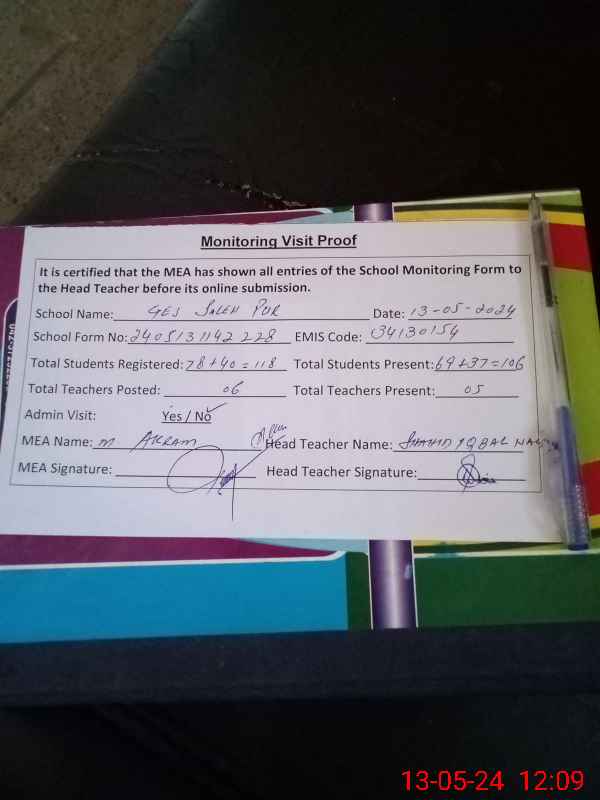 Monitoring Visit Proof
It is certified that the MEA has shown all entries of the School Monitoring Form to
the Head Teacher before its online submission.
School Name: GES SALEH PUR Date: 13-05-2024
School Form No: 2405131142228 EMIS Code: 34130154
Total Students Registered: 78+40=118 Total Students Present: 69+37=106
Total Teachers Posted: 06 Total Teachers Present: 05
Admin Visit: Yes / No
MEA Name: M AKRAM Head Teacher Name: SHAHID IQBAL
MEA Signature: Head Teacher Signature:
13-05-24 12:09